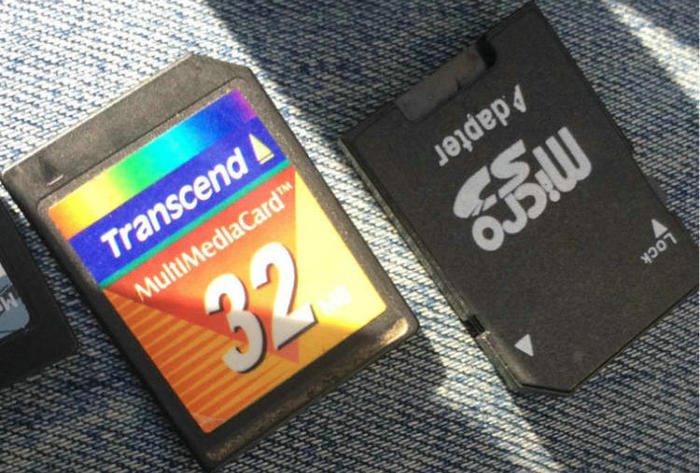 Transcend
MultiMediaCard™
32 MB
Lock
Micro
SD
Adapter